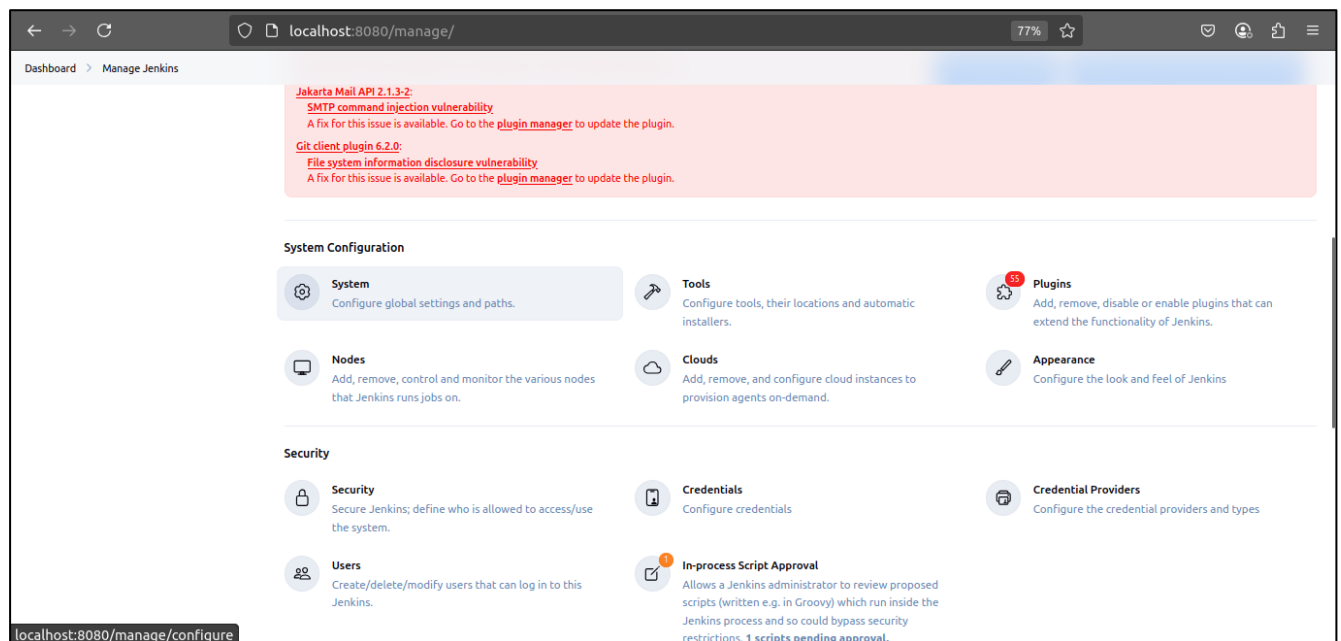 localhost:8080/manage/
77%
Dashboard > Manage Jenkins
Jakarta Mail API 2.1.3-2:
SMTP command injection vulnerability
A fix for this issue is available. Go to the plugin manager to update the plugin.
Git client plugin 6.2.0:
File system information disclosure vulnerability
A fix for this issue is available. Go to the plugin manager to update the plugin.
System Configuration
System
Configure global settings and paths.
Tools
Configure tools, their locations and automatic
installers.
55
Plugins
Add, remove, disable or enable plugins that can
extend the functionality of Jenkins.
Nodes
Add, remove, control and monitor the various nodes
that Jenkins runs jobs on.
Clouds
Add, remove, and configure cloud instances to
provision agents on-demand.
Appearance
Configure the look and feel of Jenkins
Security
Security
Secure Jenkins; define who is allowed to access/use
the system.
Credentials
Configure credentials
Credential Providers
Configure the credential providers and types
Users
Create/delete/modify users that can log in to this
Jenkins.
1
In-process Script Approval
Allows a Jenkins administrator to review proposed
scripts (written e.g. in Groovy) which run inside the
Jenkins process and so could bypass security
restrictions. 1 scripts pending approval.
localhost:8080/manage/configure